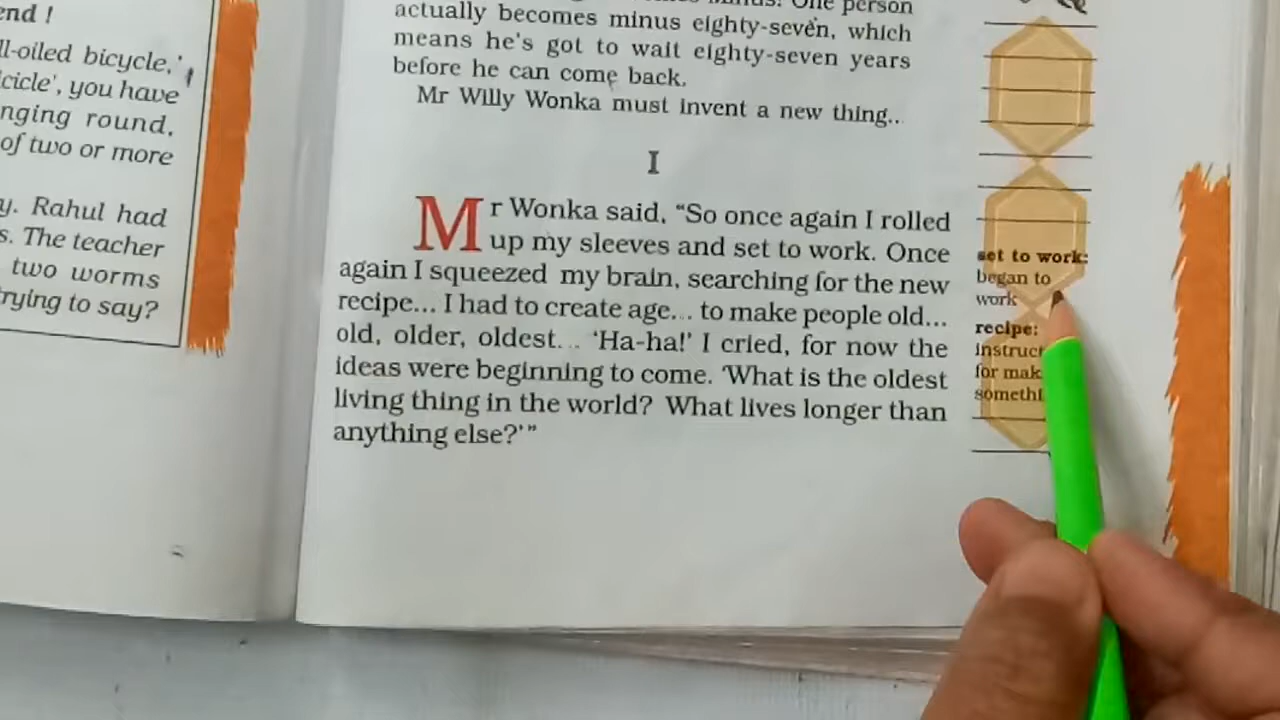 end !
ll-oiled bicycle,'
cicle', you have
nging round,
of two or more
y. Rahul had
s. The teacher
two worms
rying to say?
One person
actually becomes minus eighty-seven, which
means he's got to wait eighty-seven years
before he can come back.
Mr Willy Wonka must invent a new thing..
I
Mr Wonka said, “So once again I rolled
up my sleeves and set to work. Once
again I squeezed my brain, searching for the new
recipe... I had to create age... to make people old...
old, older, oldest... ‘Ha-ha!’ I cried, for now the
ideas were beginning to come. ‘What is the oldest
living thing in the world? What lives longer than
anything else?’”
set to work:
began to
work
recipe:
instruct
for mak
somethi